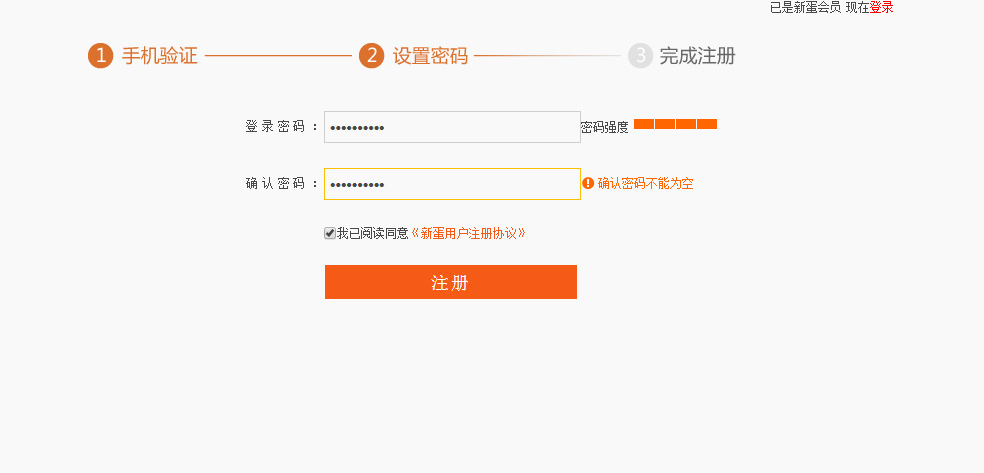 已是新蛋会员 现在登录
1 手机验证 2 设置密码 3 完成注册
登录密码 : •••••••••• 密码强度
确认密码 : •••••••••• 确认密码不能为空
我已阅读同意《新蛋用户注册协议》
注册